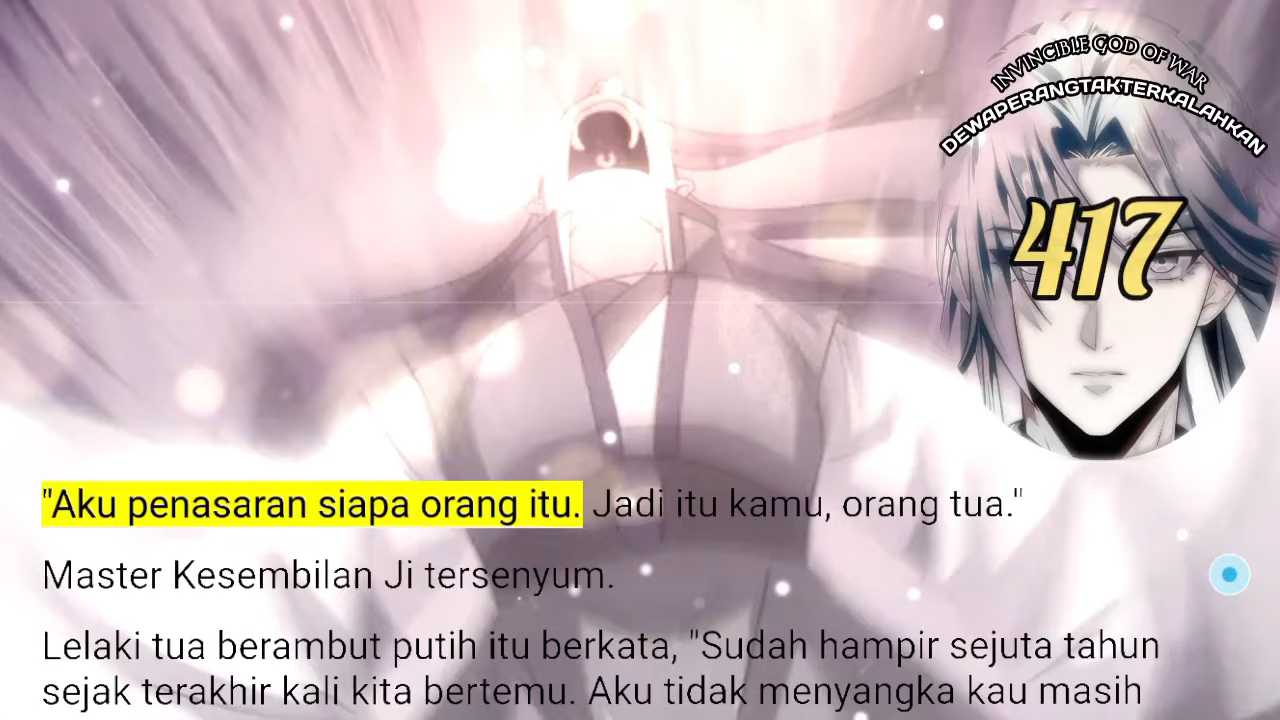 INVINCIBLE GOD OF WAR
DEWAPERANGTAKTERKALAHKAN
417
"Aku penasaran siapa orang itu. Jadi itu kamu, orang tua."
Master Kesembilan Ji tersenyum.
Lelaki tua berambut putih itu berkata, "Sudah hampir sejuta tahun
sejak terakhir kali kita bertemu. Aku tidak menyangka kau masih